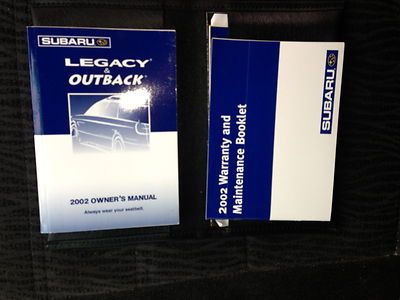 SUBARU
LEGACY
&
OUTBACK
2002 OWNER'S MANUAL
Always wear your seatbelt.
2002 Warranty and
Maintenance Booklet
SUBARU